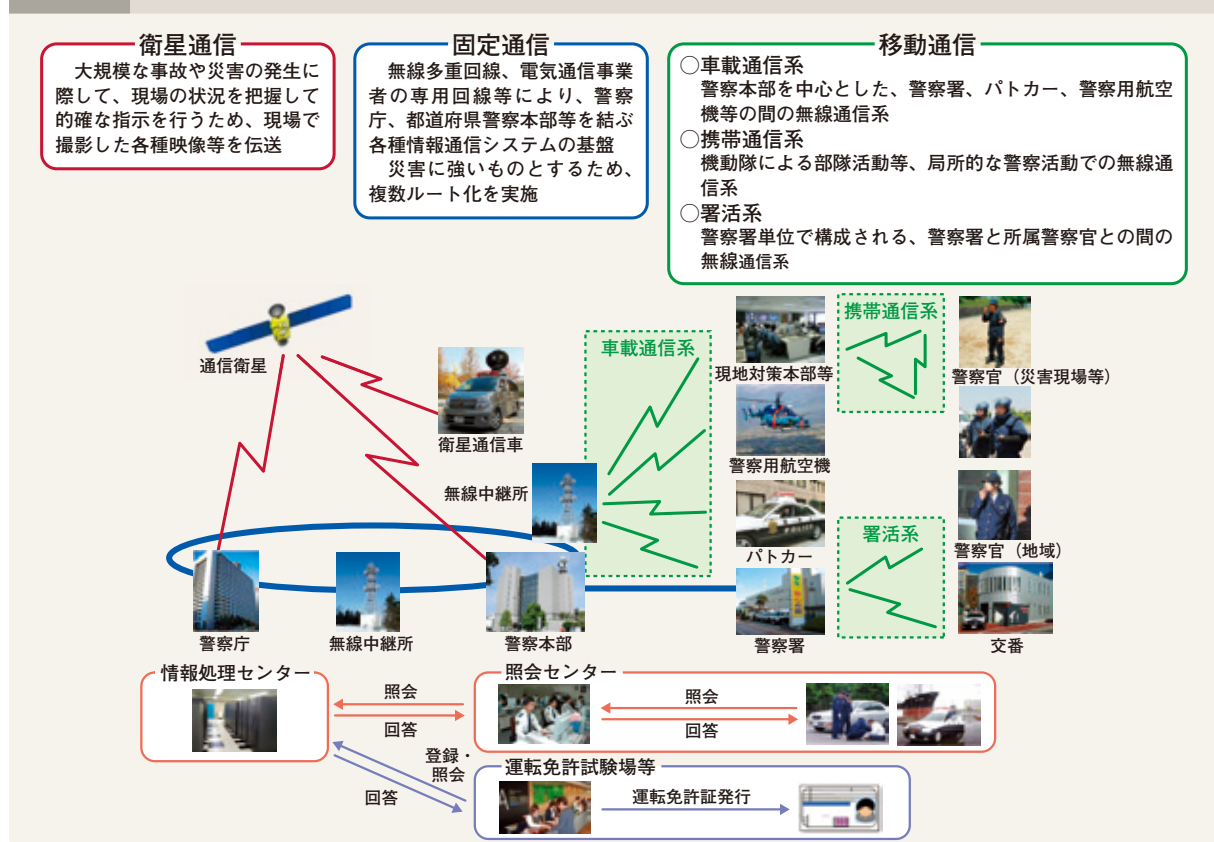 衛星通信
大規模な事故や災害の発生に
際して、現場の状況を把握して
的確な指示を行うため、現場で
撮影した各種映像等を伝送
固定通信
無線多重回線、電気通信事業
者の専用回線等により、警察
庁、都道府県警察本部等を結ぶ
各種情報通信システムの基盤
災害に強いものとするため、
複数ルート化を実施
移動通信
○車載通信系
警察本部を中心とした、警察署、パトカー、警察用航空
機等の間の無線通信系
○携帯通信系
機動隊による部隊活動等、局所的な警察活動での無線通
信系
○署活系
警察署単位で構成される、警察署と所属警察官との間の
無線通信系
通信衛星
衛星通信車
無線中継所
車載通信系
現地対策本部等
携帯通信系
警察官（災害現場等）
警察用航空機
パトカー
署活系
警察官（地域）
警察庁
無線中継所
警察本部
警察署
交番
情報処理センター
照会
回答
照会センター
照会
回答
登録・
照会
回答
運転免許試験場等
運転免許証発行